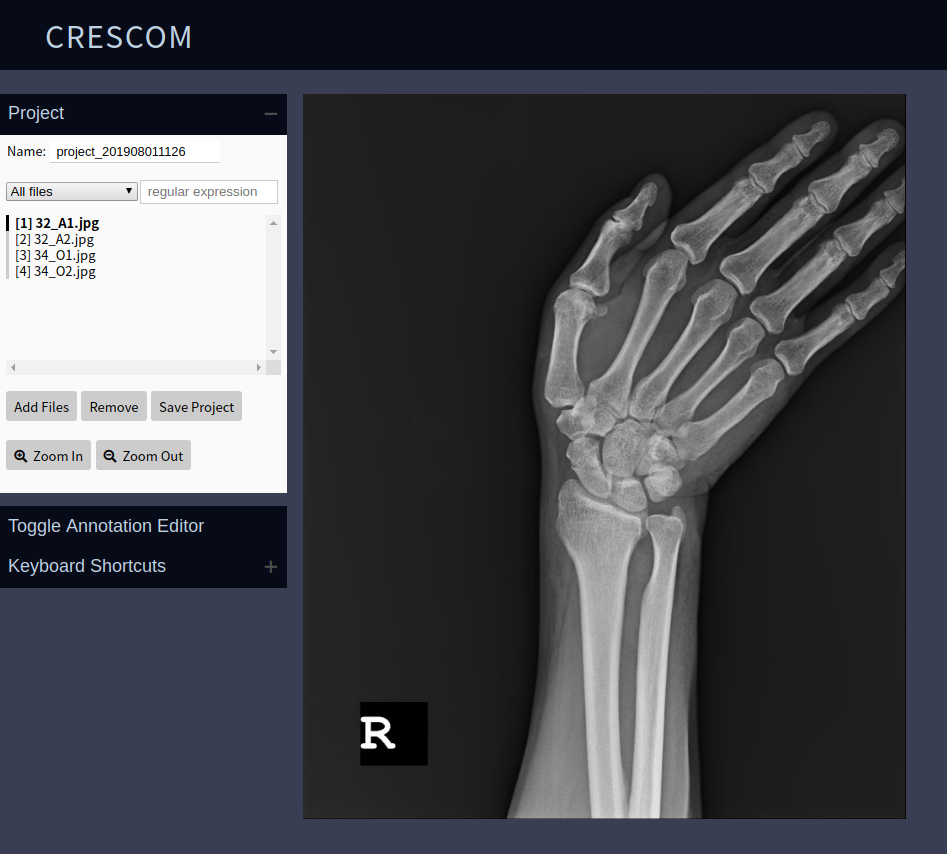 CRESCOM
Project
Name: project_201908011126
All files regular expression
[1] 32_A1.jpg
[2] 32_A2.jpg
[3] 34_O1.jpg
[4] 34_O2.jpg
Add Files Remove Save Project
Zoom In Zoom Out
Toggle Annotation Editor
Keyboard Shortcuts
R